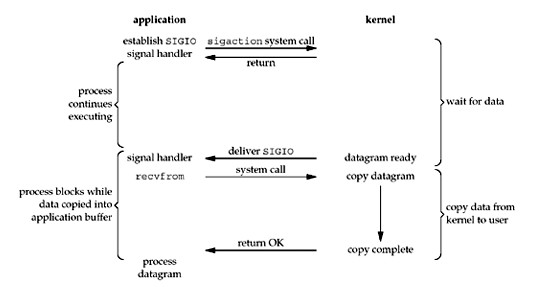 application kernel
establish SIGIO sigaction system call
signal handler
return
process
continues
executing
wait for data
deliver SIGIO
signal handler datagram ready
system call
recvfrom copy datagram
process blocks while
data copied into
application buffer
copy data from
kernel to user
return OK
copy complete
process
datagram